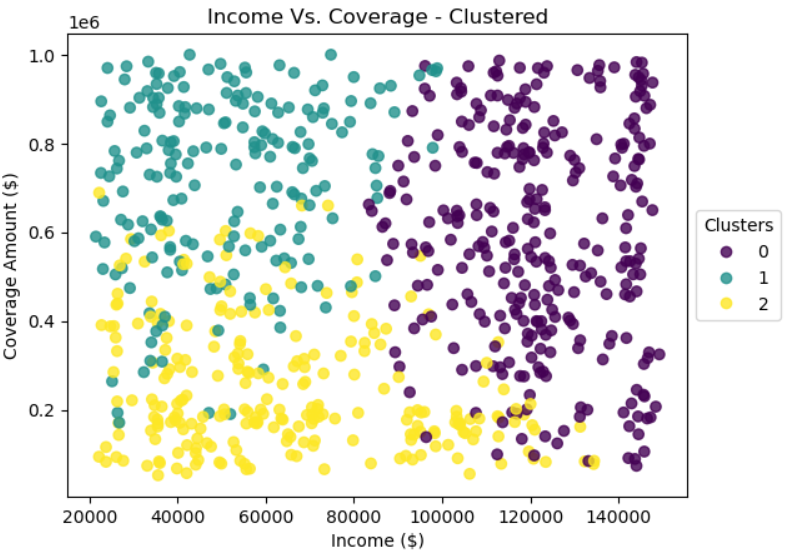 Income Vs. Coverage - Clustered
1e6
1.0
0.8
0.6
0.4
0.2
Coverage Amount ($)
20000 40000 60000 80000 100000 120000 140000
Income ($)
Clusters
0
1
2